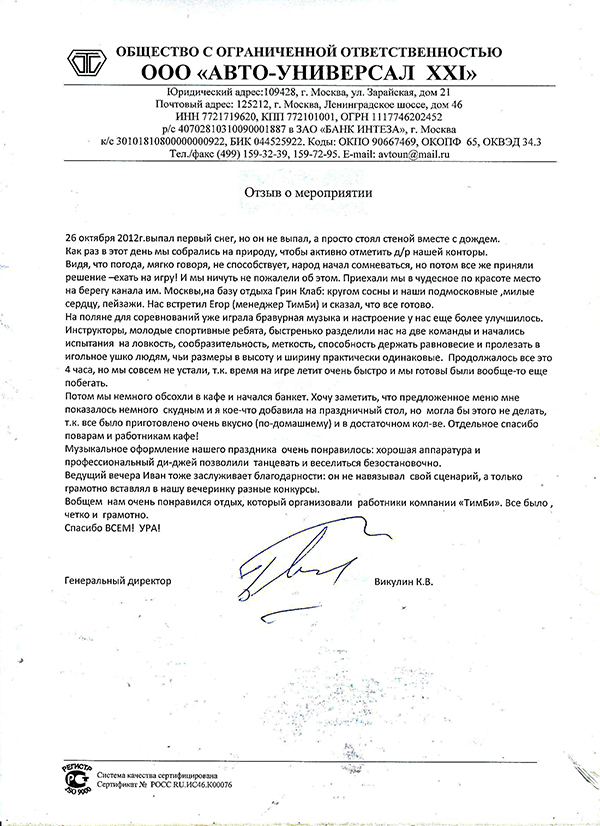 ОБЩЕСТВО С ОГРАНИЧЕННОЙ ОТВЕТСТВЕННОСТЬЮ
ООО «АВТО-УНИВЕРСАЛ XXI»
Юридический адрес:109428, г. Москва, ул. Зарайская, дом 21
Почтовый адрес: 125212, г. Москва, Ленинградское шоссе, дом 46
ИНН 7721719620, КПП 772101001, ОГРН 1117746202452
р/с 40702810310090001887 в ЗАО «БАНК ИНТЕЗА», г. Москва
к/с 30101810800000000922, БИК 044525922. Коды: ОКПО 90667469, ОКОПФ 65, ОКВЭД 34.3
Тел./факс (499) 159-32-39, 159-72-95. E-mail: avtoun@mail.ru
Отзыв о мероприятии
26 октября 2012г.выпал первый снег, но он не выпал, а просто стоял стеной вместе с дождем.
Как раз в этот день мы собрались на природу, чтобы активно отметить д/р нашей конторы.
Видя, что погода, мягко говоря, не способствует, народ начал сомневаться, но потом все же приняли
решение –ехать на игру! И мы ничуть не пожалели об этом. Приехали мы в чудесное по красоте место
на берегу канала им. Москвы,на базу отдыха Грин Клаб: кругом сосны и наши подмосковные ,милые
сердцу, пейзажи. Нас встретил Егор (менеджер ТимБи) и сказал, что все готово.
На поляне для соревнований уже играла бравурная музыка и настроение у нас еще более улучшилось.
Инструкторы, молодые спортивные ребята, быстренько разделили нас на две команды и начались
испытания на ловкость, сообразительность, меткость, способность держать равновесие и пролезать в
игольное ушко людям, чьи размеры в высоту и ширину практически одинаковые. Продолжалось все это
4 часа, но мы совсем не устали, т.к. время на игре летит очень быстро и мы готовы были вообще-то еще
побегать.
Потом мы немного обсохли в кафе и начался банкет. Хочу заметить, что предложенное меню мне
показалось немного скудным и я кое-что добавила на праздничный стол, но могла бы этого не делать,
т.к. все было приготовлено очень вкусно (по-домашнему) и в достаточном кол-ве. Отдельное спасибо
поварам и работникам кафе!
Музыкальное оформление нашего праздника очень понравилось: хорошая аппаратура и
профессиональный ди-джей позволили танцевать и веселиться безостановочно.
Ведущий вечера Иван тоже заслуживает благодарности: он не навязывал свой сценарий, а только
грамотно вставлял в нашу вечеринку разные конкурсы.
Вобщем нам очень понравился отдых, который организовали работники компании «ТимБи». Все было ,
четко и грамотно.
Спасибо ВСЕМ! УРА!
Генеральный директор Викулин К.В.
РЕГИСТР
ISO 9000
Система качества сертифицирована
Сертификат № РОСС RU.ИС46.К00076